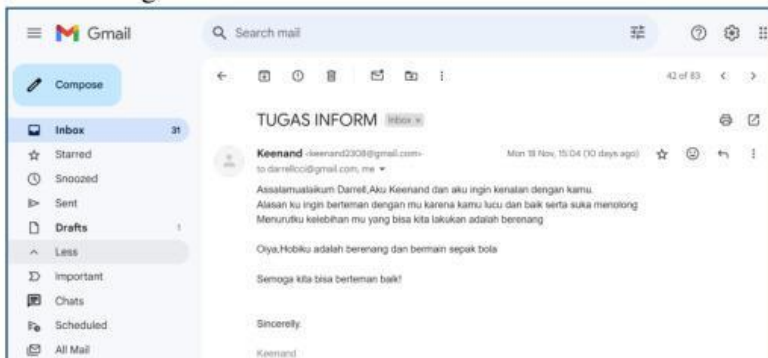 Gmail
Search mail
Compose
42 of 83
TUGAS INFORM Inbox x
Inbox 31
Starred
Keenand <keenand2308@gmail.com> Mon 18 Nov, 15.04 (10 days ago)
to darrellcci@gmail.com, me
Snoozed
Assalamualaikum Darrell,Aku Keenand dan aku ingin kenalan dengan kamu.
Sent
Alasan ku ingin berteman dengan mu karena kamu lucu dan baik serta suka menolong
Drafts 1
Menurutku kelebihan mu yang bisa kita lakukan adalah berenang
Less
Oiya,Hobiku adalah berenang dan bermain sepak bola
Important
Semoga kita bisa berteman baik!
Chats
Scheduled
Sincerelly.
All Mail
Keenand